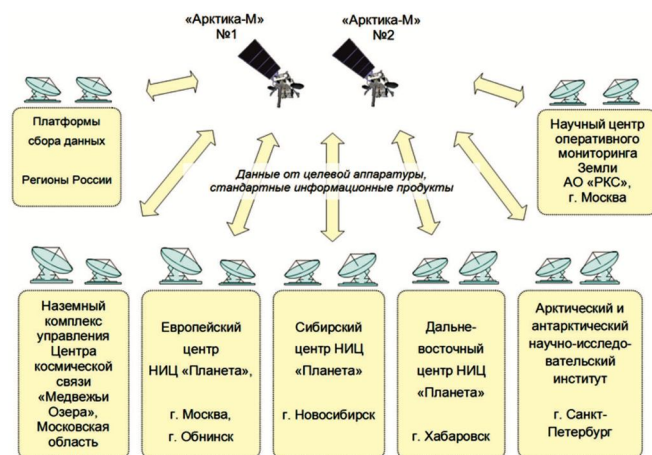 «Арктика-М»
№1
«Арктика-М»
№2
Платформы
сбора данных
Регионы России
Научный центр
оперативного
мониторинга
Земли
АО «РКС»,
г. Москва
Данные от целевой аппаратуры,
стандартные информационные продукты
Наземный
комплекс
управления
Центра
космической
связи
«Медвежьи
Озера»,
Московская
область
Европейский
центр
НИЦ «Планета»,
г. Москва,
г. Обнинск
Сибирский
центр НИЦ
«Планета»
г. Новосибирск
Дальне-
восточный
центр НИЦ
«Планета»
г. Хабаровск
Арктический и
антарктический
научно-исследо-
вательский
институт
г. Санкт-
Петербург